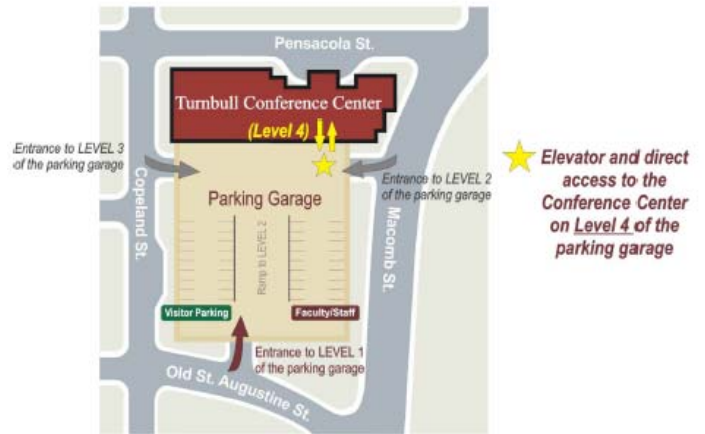 Pensacola St.
Turnbull Conference Center
(Level 4)
Entrance to LEVEL 3
of the parking garage
Entrance to LEVEL 2
of the parking garage
Elevator and direct
access to the
Conference Center
on Level 4 of the
parking garage
Copeland St.
Parking Garage
Macomb St.
Ramp to LEVEL 2
Visitor Parking
Faculty/Staff
Entrance to LEVEL 1
of the parking garage
Old St. Augustine St.